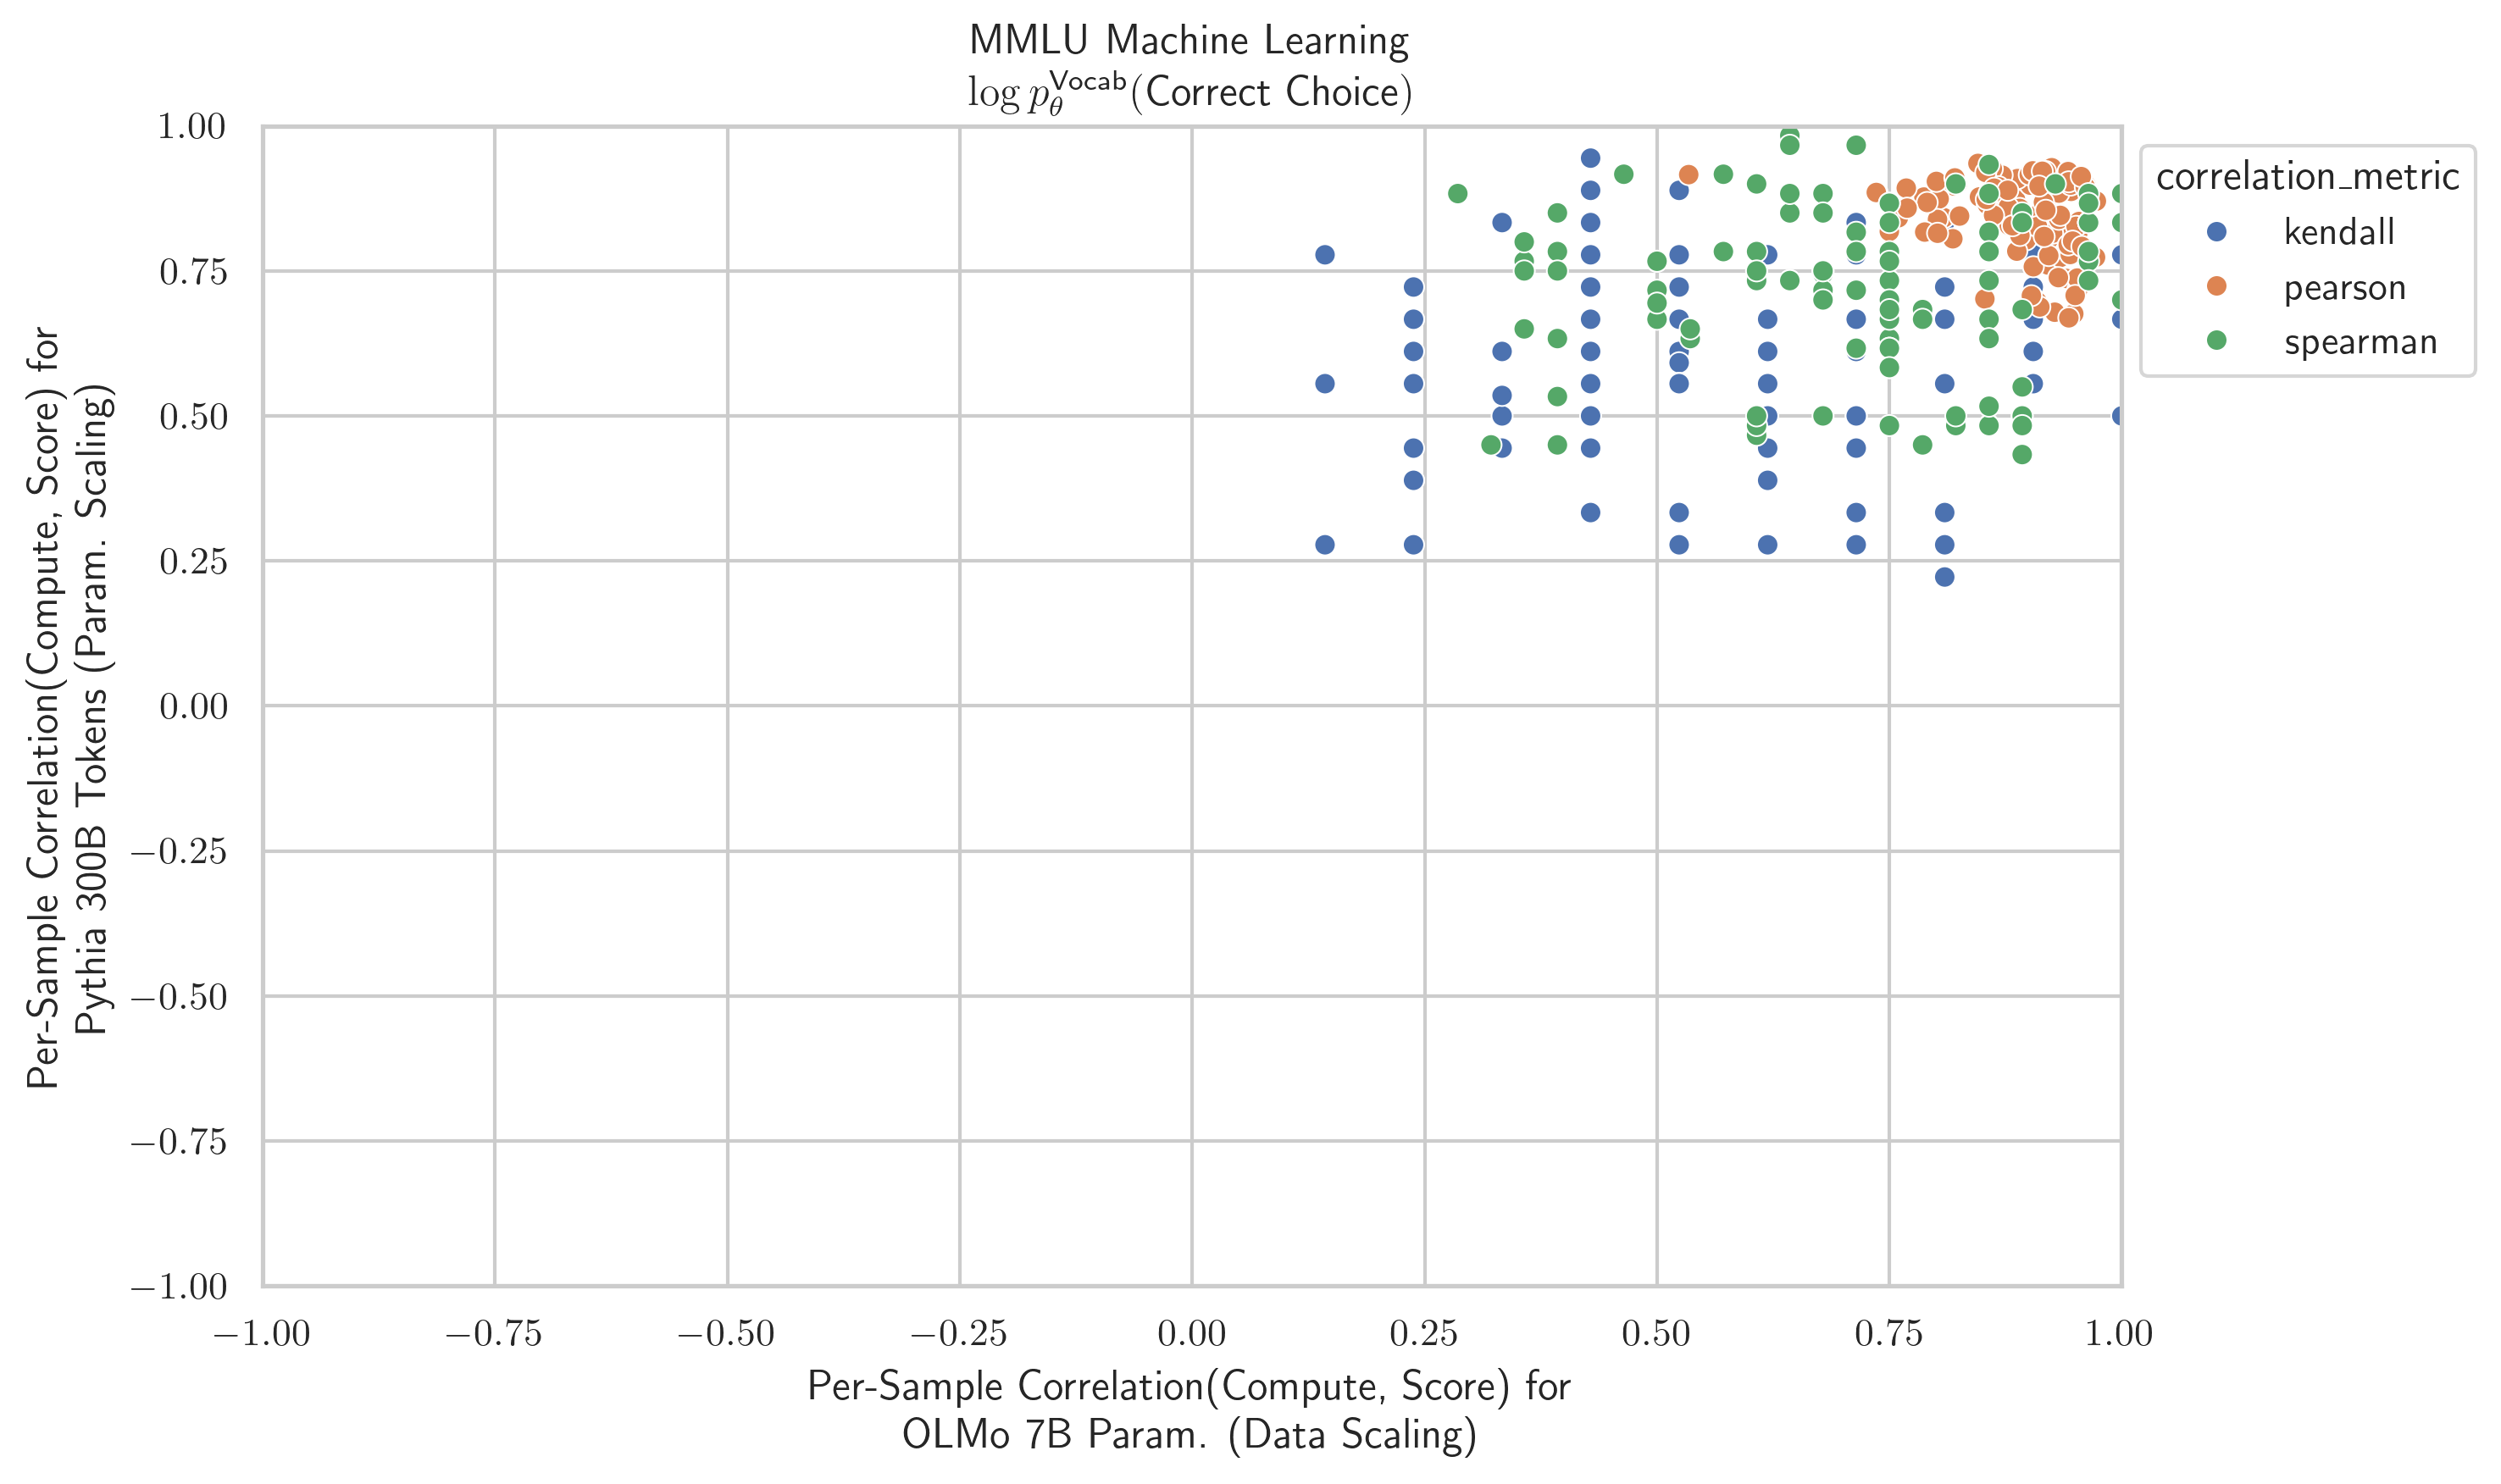 MMLU Machine Learning
log p_θ^Vocab(Correct Choice)
1.00
0.75
0.50
0.25
0.00
−0.25
−0.50
−0.75
−1.00
Per-Sample Correlation(Compute, Score) for
Pythia 300B Tokens (Param. Scaling)
correlation_metric
kendall
pearson
spearman
−1.00 −0.75 −0.50 −0.25 0.00 0.25 0.50 0.75 1.00
Per-Sample Correlation(Compute, Score) for
OLMo 7B Param. (Data Scaling)